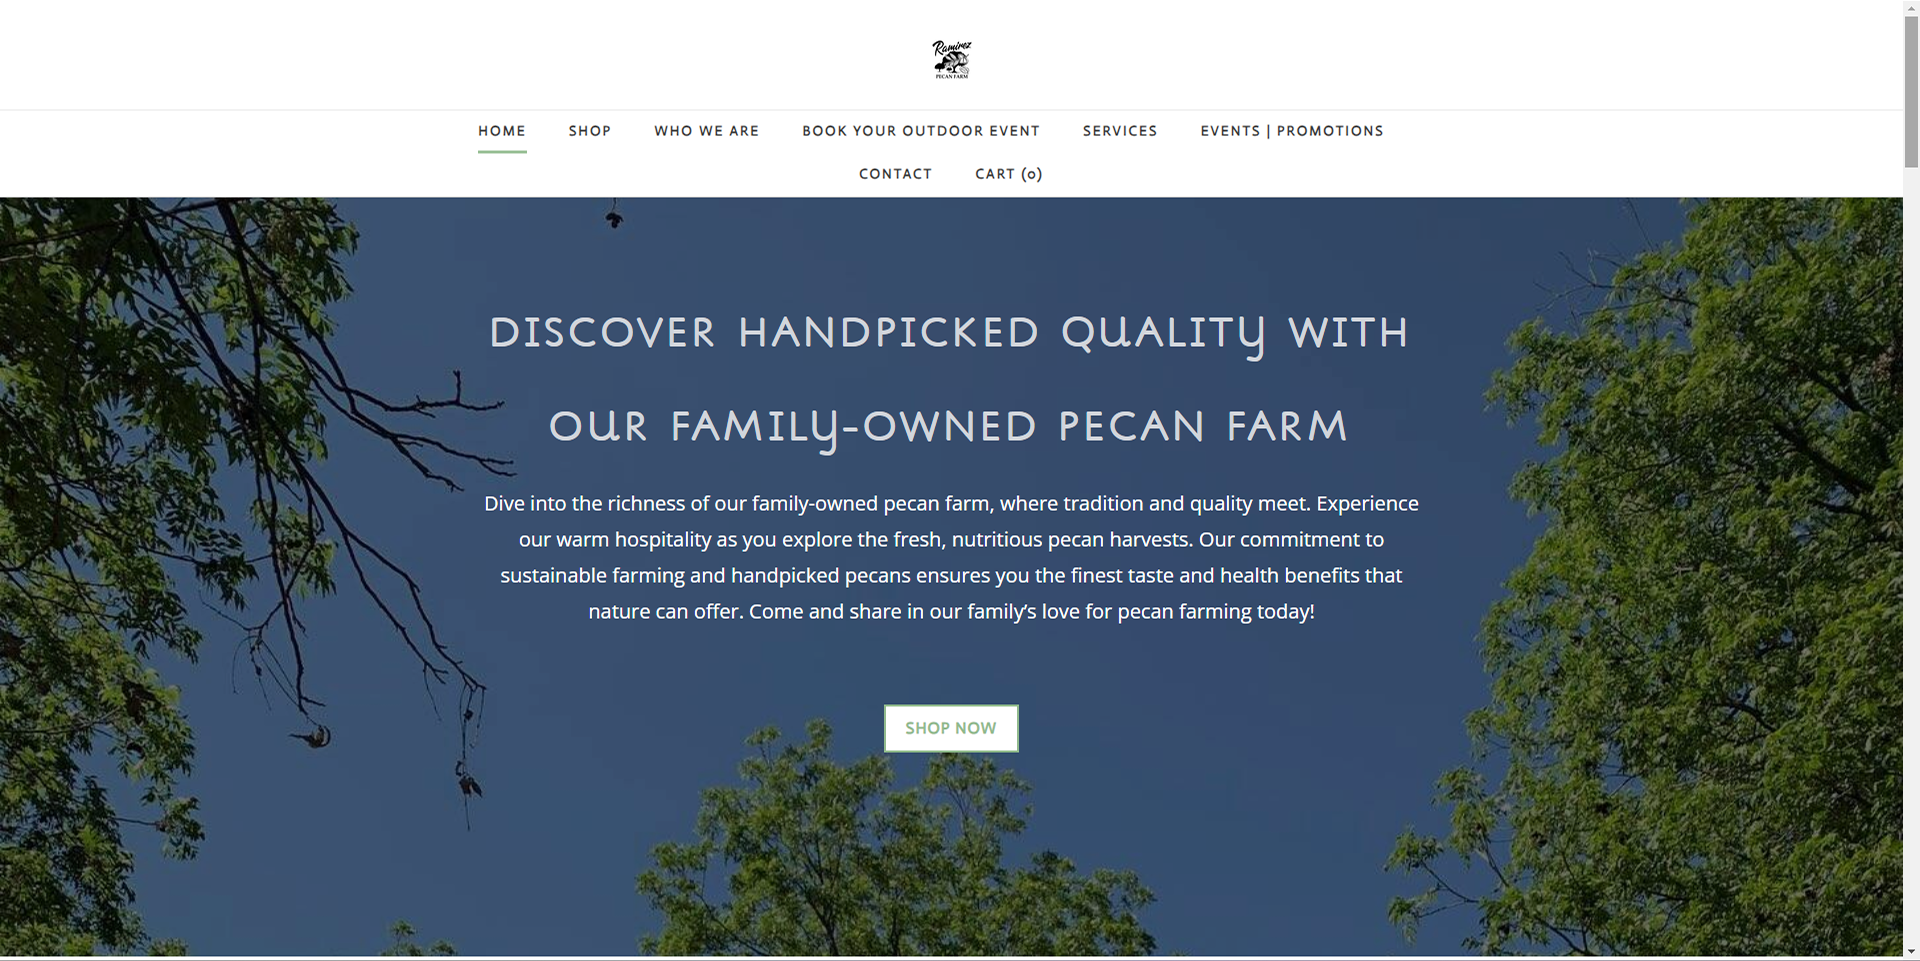 Ramirez
PECAN FARM
HOME SHOP WHO WE ARE BOOK YOUR OUTDOOR EVENT SERVICES EVENTS | PROMOTIONS
CONTACT CART (0)
DISCOVER HANDPICKED QUALITY WITH
OUR FAMILY-OWNED PECAN FARM
Dive into the richness of our family-owned pecan farm, where tradition and quality meet. Experience
our warm hospitality as you explore the fresh, nutritious pecan harvests. Our commitment to
sustainable farming and handpicked pecans ensures you the finest taste and health benefits that
nature can offer. Come and share in our family’s love for pecan farming today!
SHOP NOW